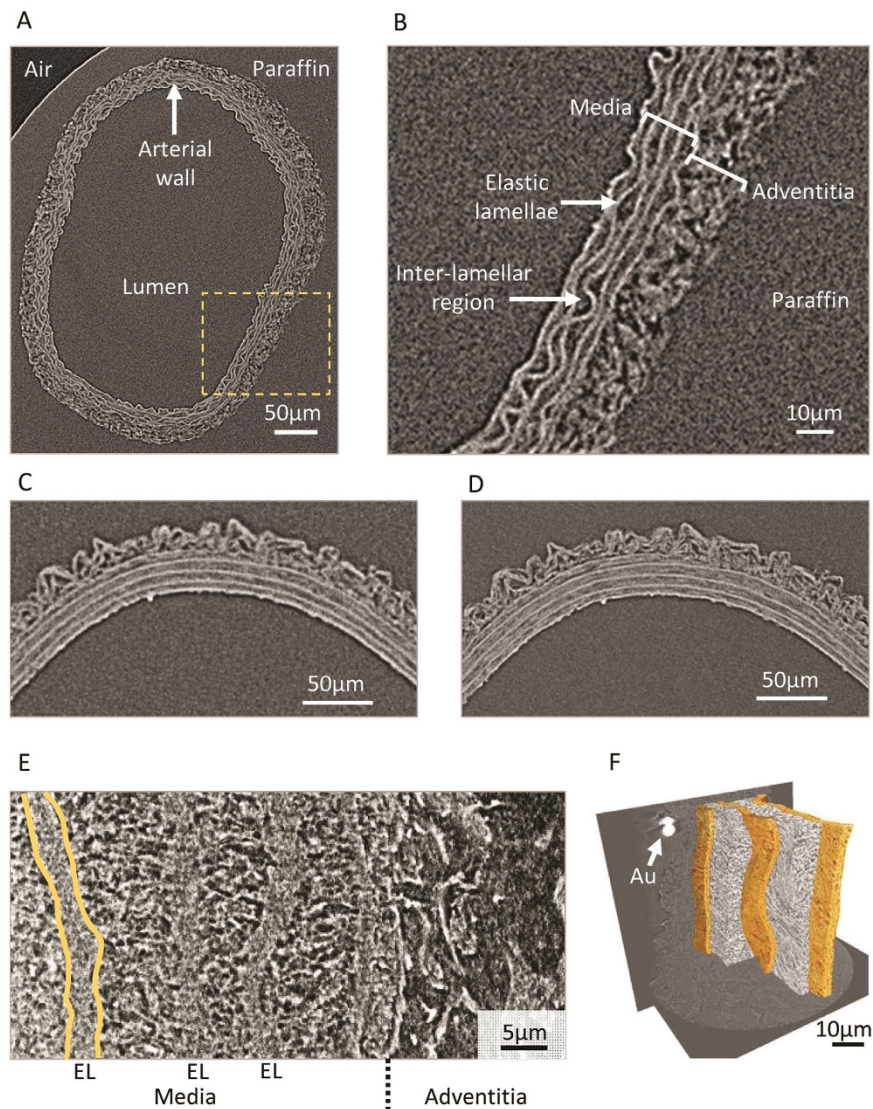 A
Air
Paraffin
Arterial
wall
Lumen
50µm
B
Media
Elastic
lamellae
Adventitia
Inter-lamellar
region
Paraffin
10µm
C
50µm
D
50µm
E
5µm
EL
EL
EL
Media
Adventitia
F
Au
10µm